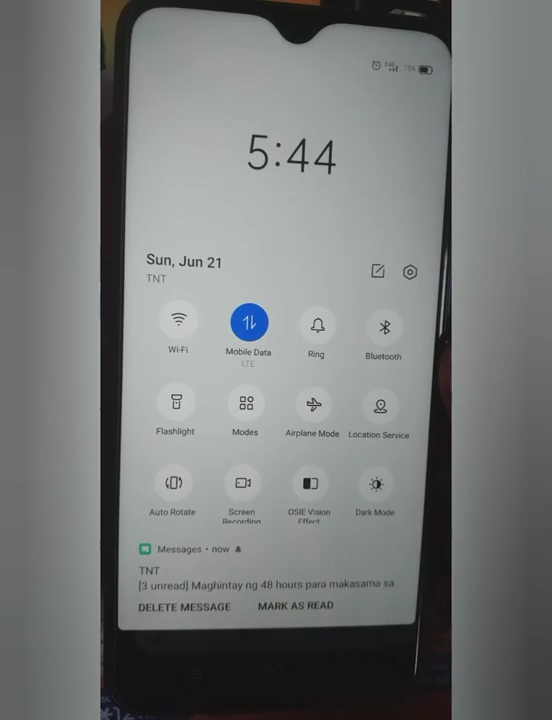 75%
5:44
Sun, Jun 21
TNT
Wi-Fi
Mobile Data
LTE
Ring
Bluetooth
Flashlight
Modes
Airplane Mode
Location Service
Auto Rotate
Screen
Recording
OSIE Vision
Effect
Dark Mode
Messages • now
TNT
[3 unread] Maghintay ng 48 hours para makasama sa
DELETE MESSAGE MARK AS READ